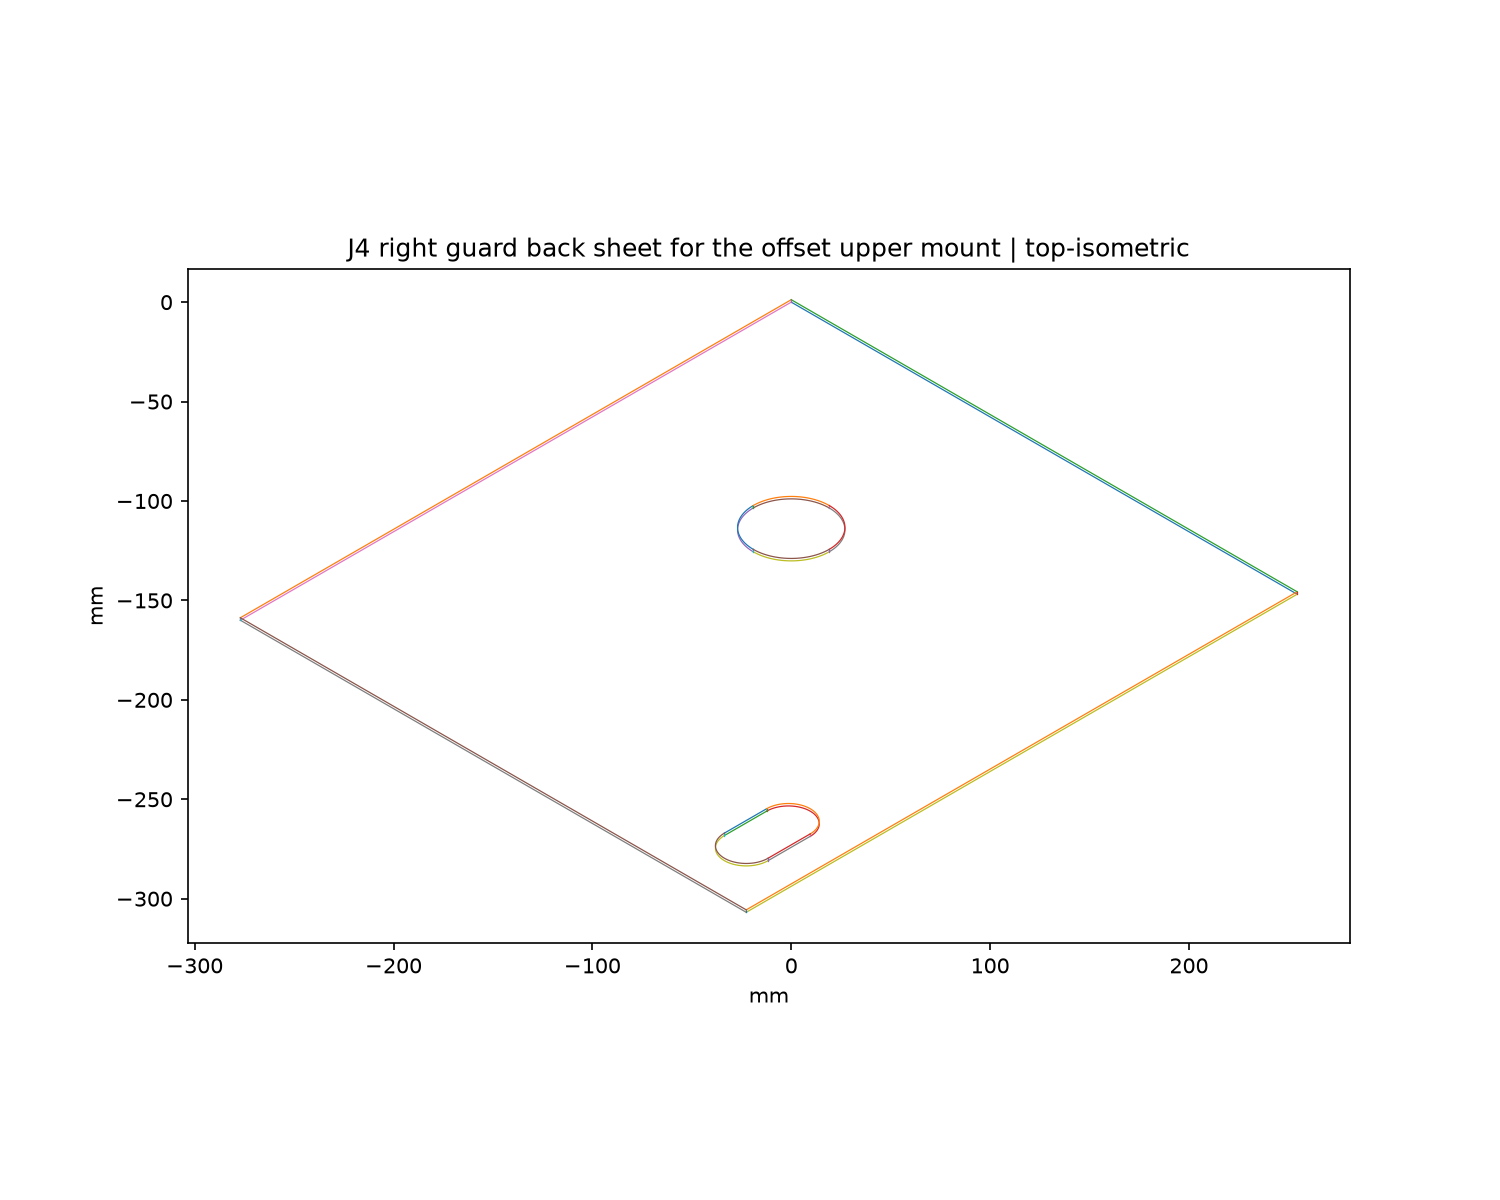 J4 right guard back sheet for the offset upper mount | top-isometric
0
−50
−100
−150
−200
−250
−300
mm
−300 −200 −100 0 100 200
mm